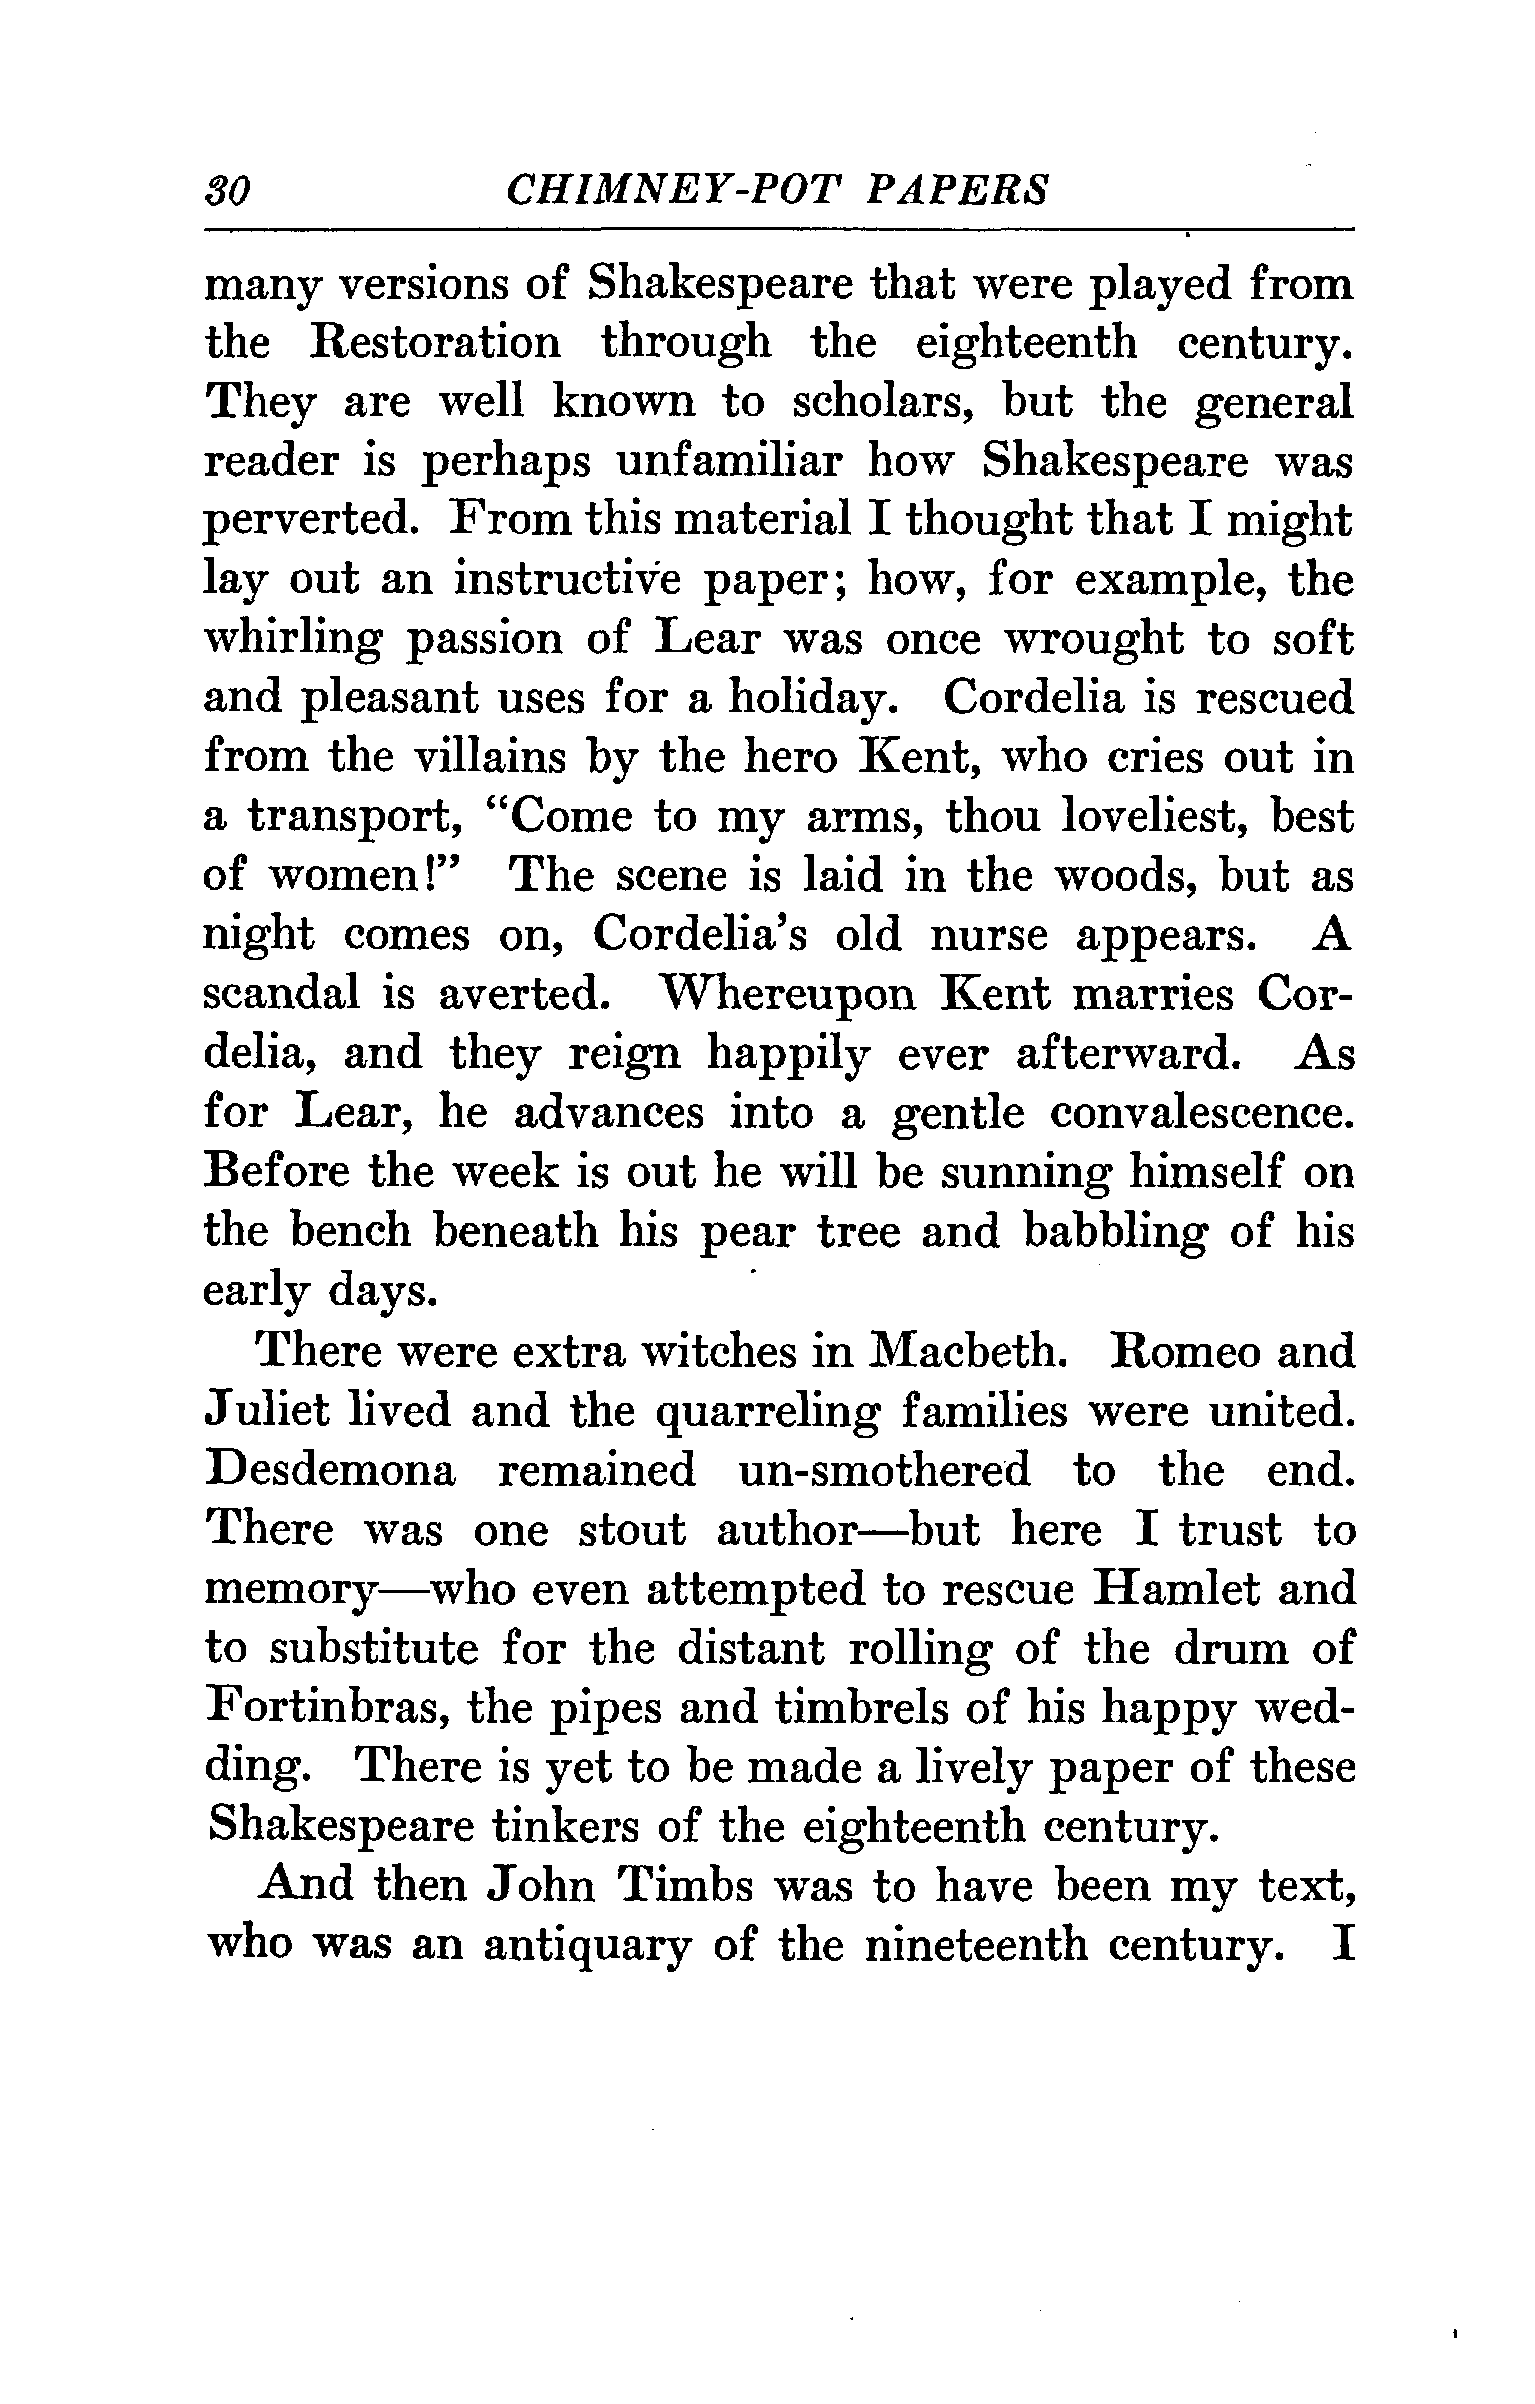 30 CHIMNEY-POT PAPERS
many versions of Shakespeare that were played from
the Restoration through the eighteenth century.
They are well known to scholars, but the general
reader is perhaps unfamiliar how Shakespeare was
perverted. From this material I thought that I might
lay out an instructive paper; how, for example, the
whirling passion of Lear was once wrought to soft
and pleasant uses for a holiday. Cordelia is rescued
from the villains by the hero Kent, who cries out in
a transport, “Come to my arms, thou loveliest, best
of women!” The scene is laid in the woods, but as
night comes on, Cordelia’s old nurse appears. A
scandal is averted. Whereupon Kent marries Cor-
delia, and they reign happily ever afterward. As
for Lear, he advances into a gentle convalescence.
Before the week is out he will be sunning himself on
the bench beneath his pear tree and babbling of his
early days.
There were extra witches in Macbeth. Romeo and
Juliet lived and the quarreling families were united.
Desdemona remained un-smothered to the end.
There was one stout author—but here I trust to
memory—who even attempted to rescue Hamlet and
to substitute for the distant rolling of the drum of
Fortinbras, the pipes and timbrels of his happy wed-
ding. There is yet to be made a lively paper of these
Shakespeare tinkers of the eighteenth century.
And then John Timbs was to have been my text,
who was an antiquary of the nineteenth century. I